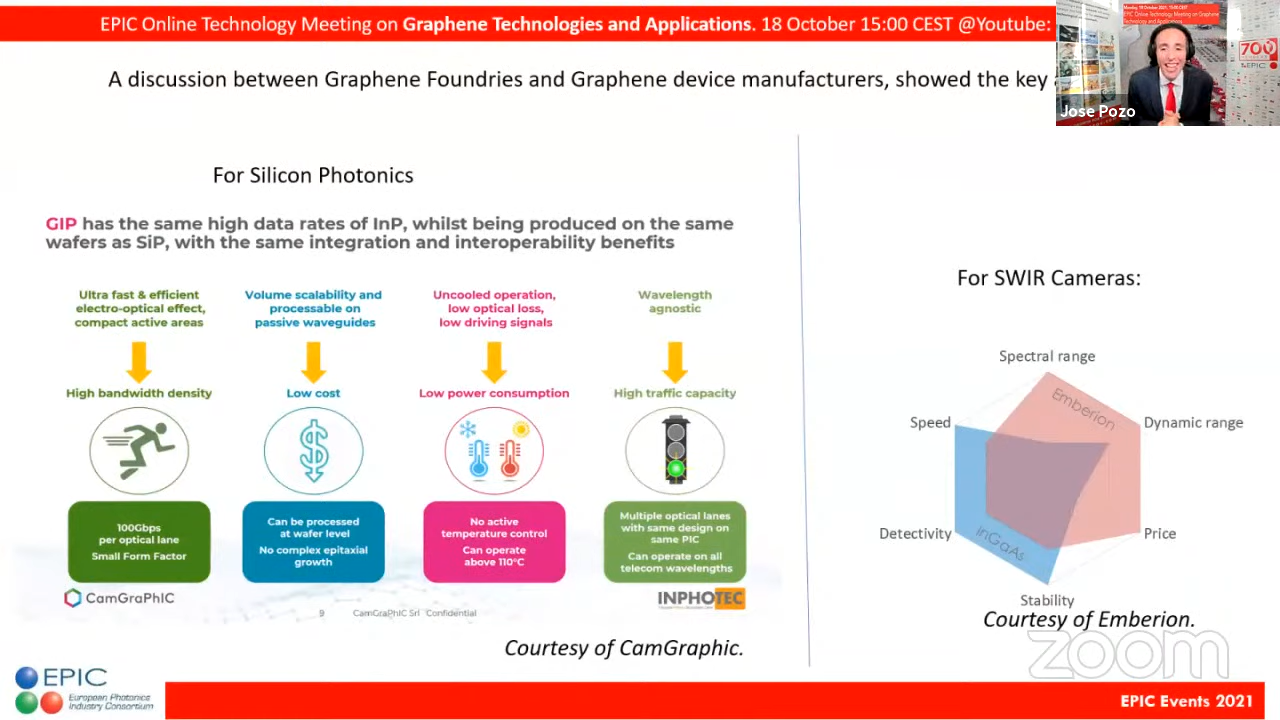 EPIC Online Technology Meeting on Graphene Technologies and Applications. 18 October 15:00 CEST @Youtube:
A discussion between Graphene Foundries and Graphene device manufacturers, showed the key
Jose Pozo
700
EPIC
For Silicon Photonics
GIP has the same high data rates of InP, whilst being produced on the same
wafers as SiP, with the same integration and interoperability benefits
Ultra fast & efficient
electro-optical effect,
compact active areas
High bandwidth density
100Gbps
per optical lane
Small Form Factor
Volume scalability and
processable on
passive waveguides
Low cost
Can be processed
at wafer level
No complex epitaxial
growth
Uncooled operation,
low optical loss,
low driving signals
Low power consumption
No active
temperature control
Can operate
above 110°C
Wavelength
agnostic
High traffic capacity
Multiple optical lanes
with same design on
same PIC
Can operate on all
telecom wavelengths
CamGraPhIC
9
CamGraPhIC Srl Confidential
INPHOTEC
Courtesy of CamGraphic.
For SWIR Cameras:
Spectral range
Emberion
Speed
Dynamic range
Detectivity
Price
InGaAs
Stability
Courtesy of Emberion.
zoom
EPIC
European Photonics
Industry Consortium
EPIC Events 2021